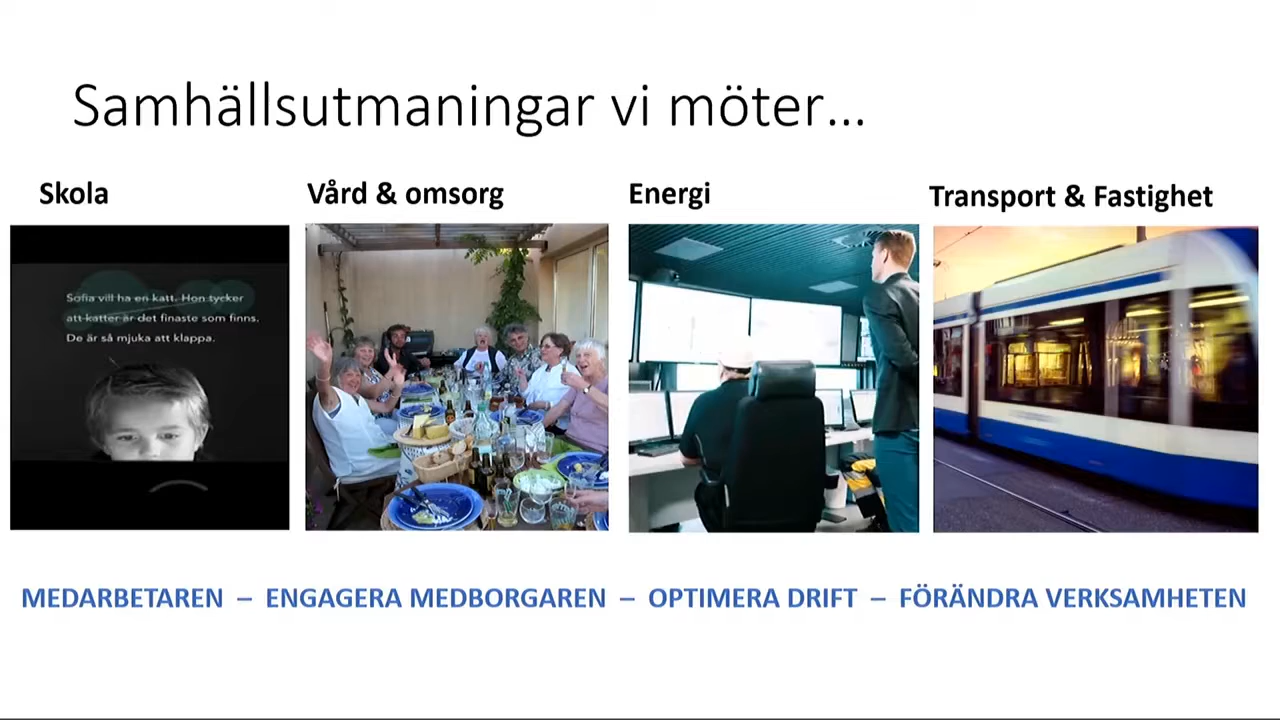 Samhällsutmaningar vi möter...
Skola
Vård & omsorg
Energi
Transport & Fastighet
Sofia vill ha en katt. Hon tycker
att katter är det finaste som finns.
De är så mjuka att klappa.
MEDARBETAREN – ENGAGERA MEDBORGAREN – OPTIMERA DRIFT – FÖRÄNDRA VERKSAMHETEN